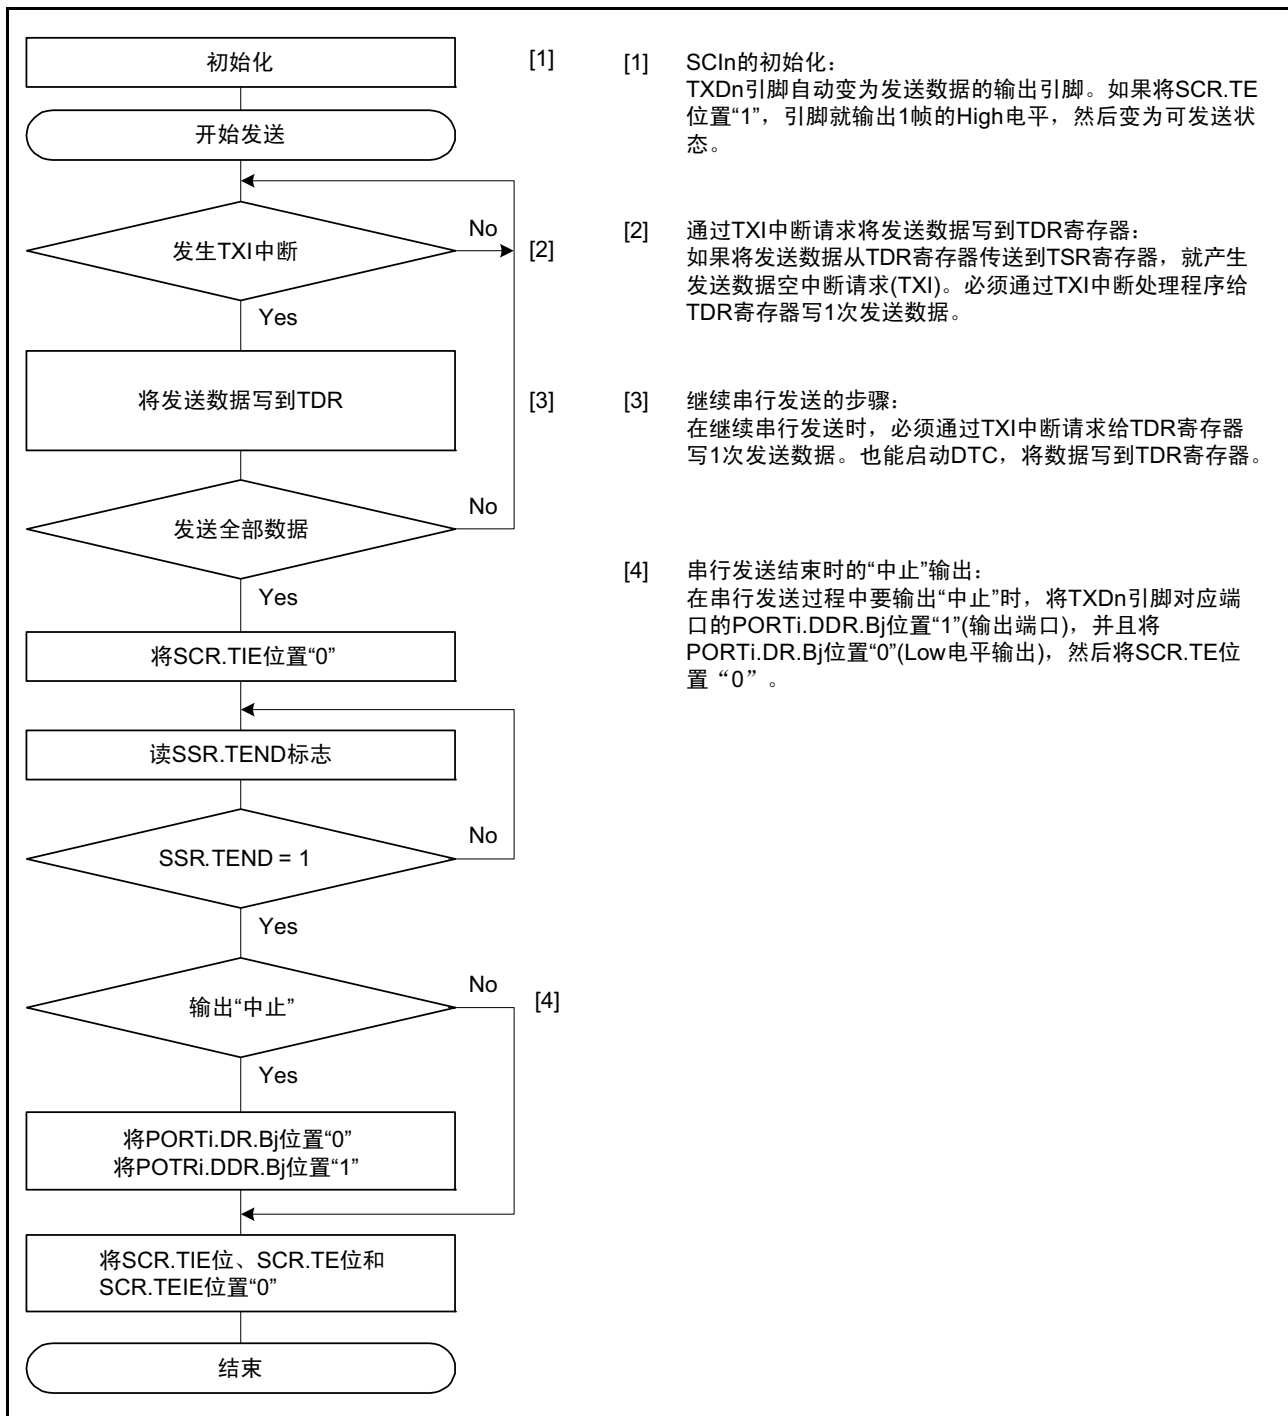 初始化
[1]
开始发送
发生TXI中断
No
[2]
Yes
将发送数据写到TDR
[3]
发送全部数据
No
Yes
将SCR.TIE位置“0”
读SSR.TEND标志
SSR.TEND = 1
No
Yes
输出“中止”
No
[4]
Yes
将PORTi.DR.Bj位置“0”
将POTRi.DDR.Bj位置“1”
将SCR.TIE位、SCR.TE位和
SCR.TEIE位置“0”
结束
[1] SCIn的初始化：
TXDn引脚自动变为发送数据的输出引脚。如果将SCR.TE
位置“1”，引脚就输出1帧的High电平，然后变为可发送状
态。
[2] 通过TXI中断请求将发送数据写到TDR寄存器：
如果将发送数据从TDR寄存器传送到TSR寄存器，就产生
发送数据空中断请求(TXI)。必须通过TXI中断处理程序给
TDR寄存器写1次发送数据。
[3] 继续串行发送的步骤：
在继续串行发送时，必须通过TXI中断请求给TDR寄存器
写1次发送数据。也能启动DTC，将数据写到TDR寄存器。
[4] 串行发送结束时的“中止”输出：
在串行发送过程中要输出“中止”时，将TXDn引脚对应端
口的PORTi.DDR.Bj位置“1”(输出端口)，并且将
PORTi.DR.Bj位置“0”(Low电平输出)，然后将SCR.TE位
置“0”。